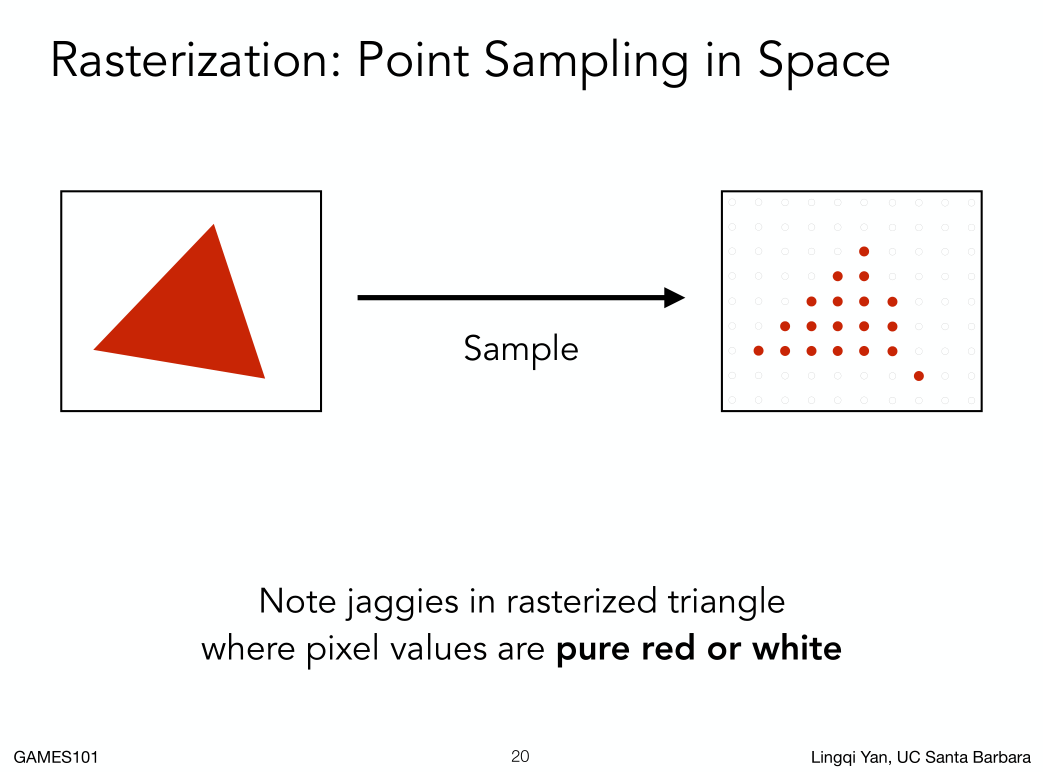 Rasterization: Point Sampling in Space
Sample
Note jaggies in rasterized triangle
where pixel values are pure red or white
GAMES101
20
Lingqi Yan, UC Santa Barbara